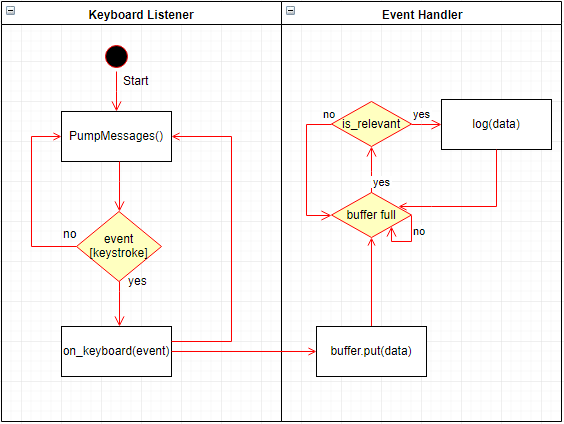 Keyboard Listener
Event Handler
Start
PumpMessages()
no
event
[keystroke]
yes
on_keyboard(event)
no
is_relevant
yes
log(data)
yes
buffer full
no
buffer.put(data)